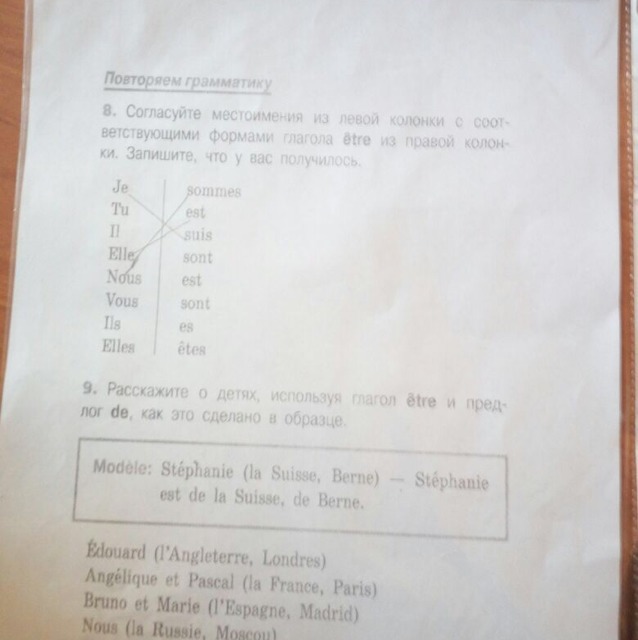 Повторяем грамматику
8. Согласуйте местоимения из левой колонки с соот-
ветствующими формами глагола être из правой колон-
ки. Запишите, что у вас получилось.
Je sommes
Tu est
Il suis
Elle sont
Nous est
Vous sont
Ils es
Elles êtes
9. Расскажите о детях, используя глагол être и пред-
лог de, как это сделано в образце.
Modèle: Stéphanie (la Suisse, Berne) — Stéphanie
est de la Suisse, de Berne.
Édouard (l'Angleterre, Londres)
Angélique et Pascal (la France, Paris)
Bruno et Marie (l'Espagne, Madrid)
Nous (la Russie, Moscou)